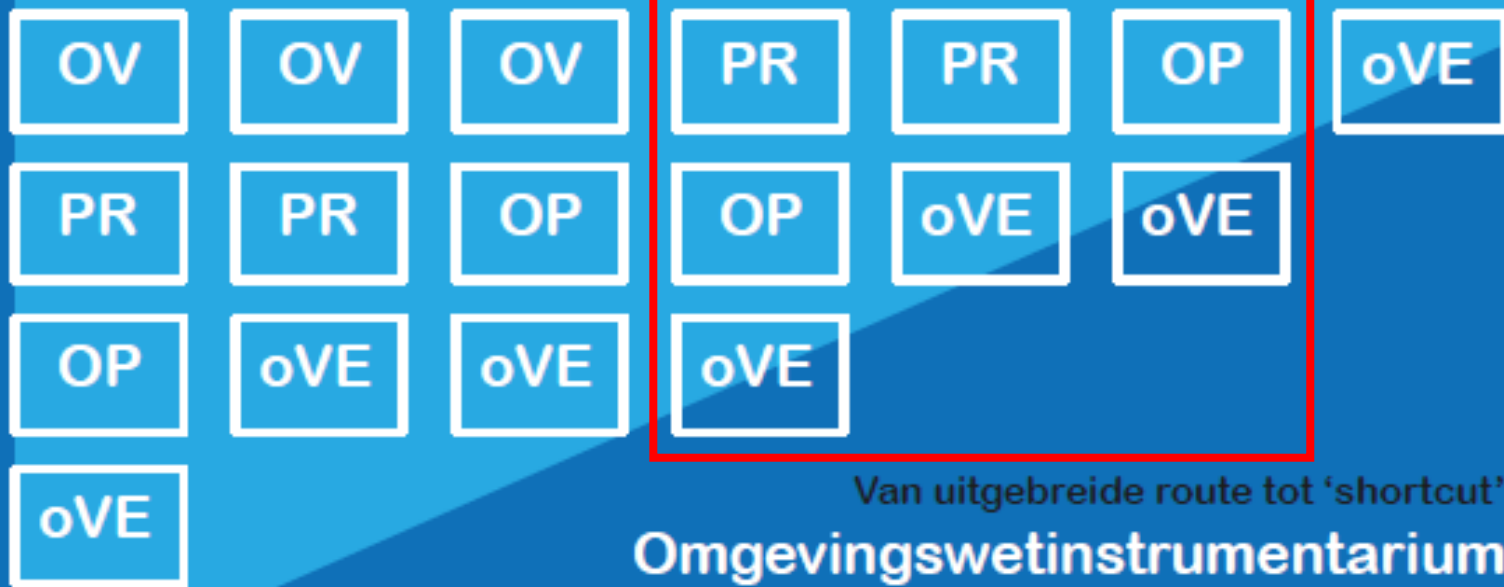 OV OV OV PR PR OP oVE
PR PR OP OP oVE oVE
OP oVE oVE oVE
oVE
Van uitgebreide route tot ‘shortcut’
Omgevingswetinstrumentarium